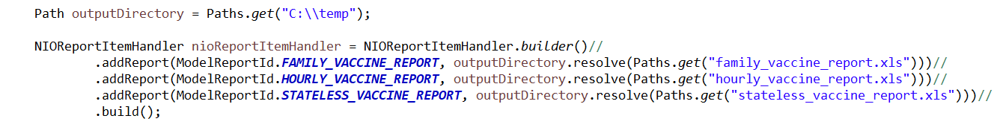 Path outputDirectory = Paths.get("C:\\temp");
NIOReportItemHandler nioReportItemHandler = NIOReportItemHandler.builder()//
.addReport(ModelReportId.FAMILY_VACCINE_REPORT, outputDirectory.resolve(Paths.get("family_vaccine_report.xls")))//
.addReport(ModelReportId.HOURLY_VACCINE_REPORT, outputDirectory.resolve(Paths.get("hourly_vaccine_report.xls")))//
.addReport(ModelReportId.STATELESS_VACCINE_REPORT, outputDirectory.resolve(Paths.get("stateless_vaccine_report.xls")))//
.build();